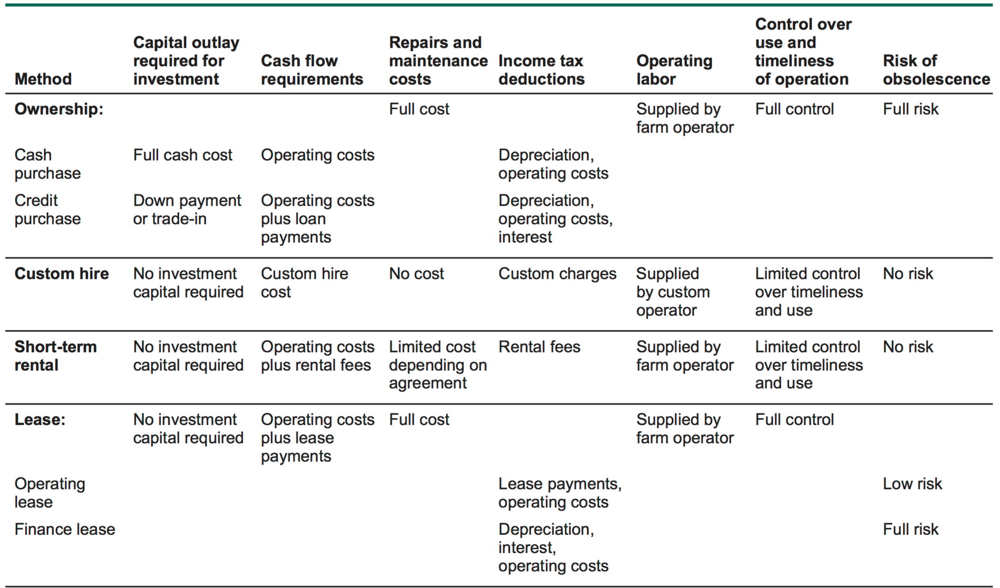 Method
Capital outlay
required for
investment
Cash flow
requirements
Repairs and
maintenance
costs
Income tax
deductions
Operating
labor
Control over
use and
timeliness
of operation
Risk of
obsolescence
Ownership:
Full cost
Supplied by
farm operator
Full control
Full risk
Cash
purchase
Full cash cost
Operating costs
Depreciation,
operating costs
Credit
purchase
Down payment
or trade-in
Operating costs
plus loan
payments
Depreciation,
operating costs,
interest
Custom hire
No investment
capital required
Custom hire
cost
No cost
Custom charges
Supplied
by custom
operator
Limited control
over timeliness
and use
No risk
Short-term
rental
No investment
capital required
Operating costs
plus rental fees
Limited cost
depending on
agreement
Rental fees
Supplied by
farm operator
Limited control
over timeliness
and use
No risk
Lease:
No investment
capital required
Operating costs
plus lease
payments
Full cost
Supplied by
farm operator
Full control
Operating
lease
Lease payments,
operating costs
Low risk
Finance lease
Depreciation,
interest,
operating costs
Full risk